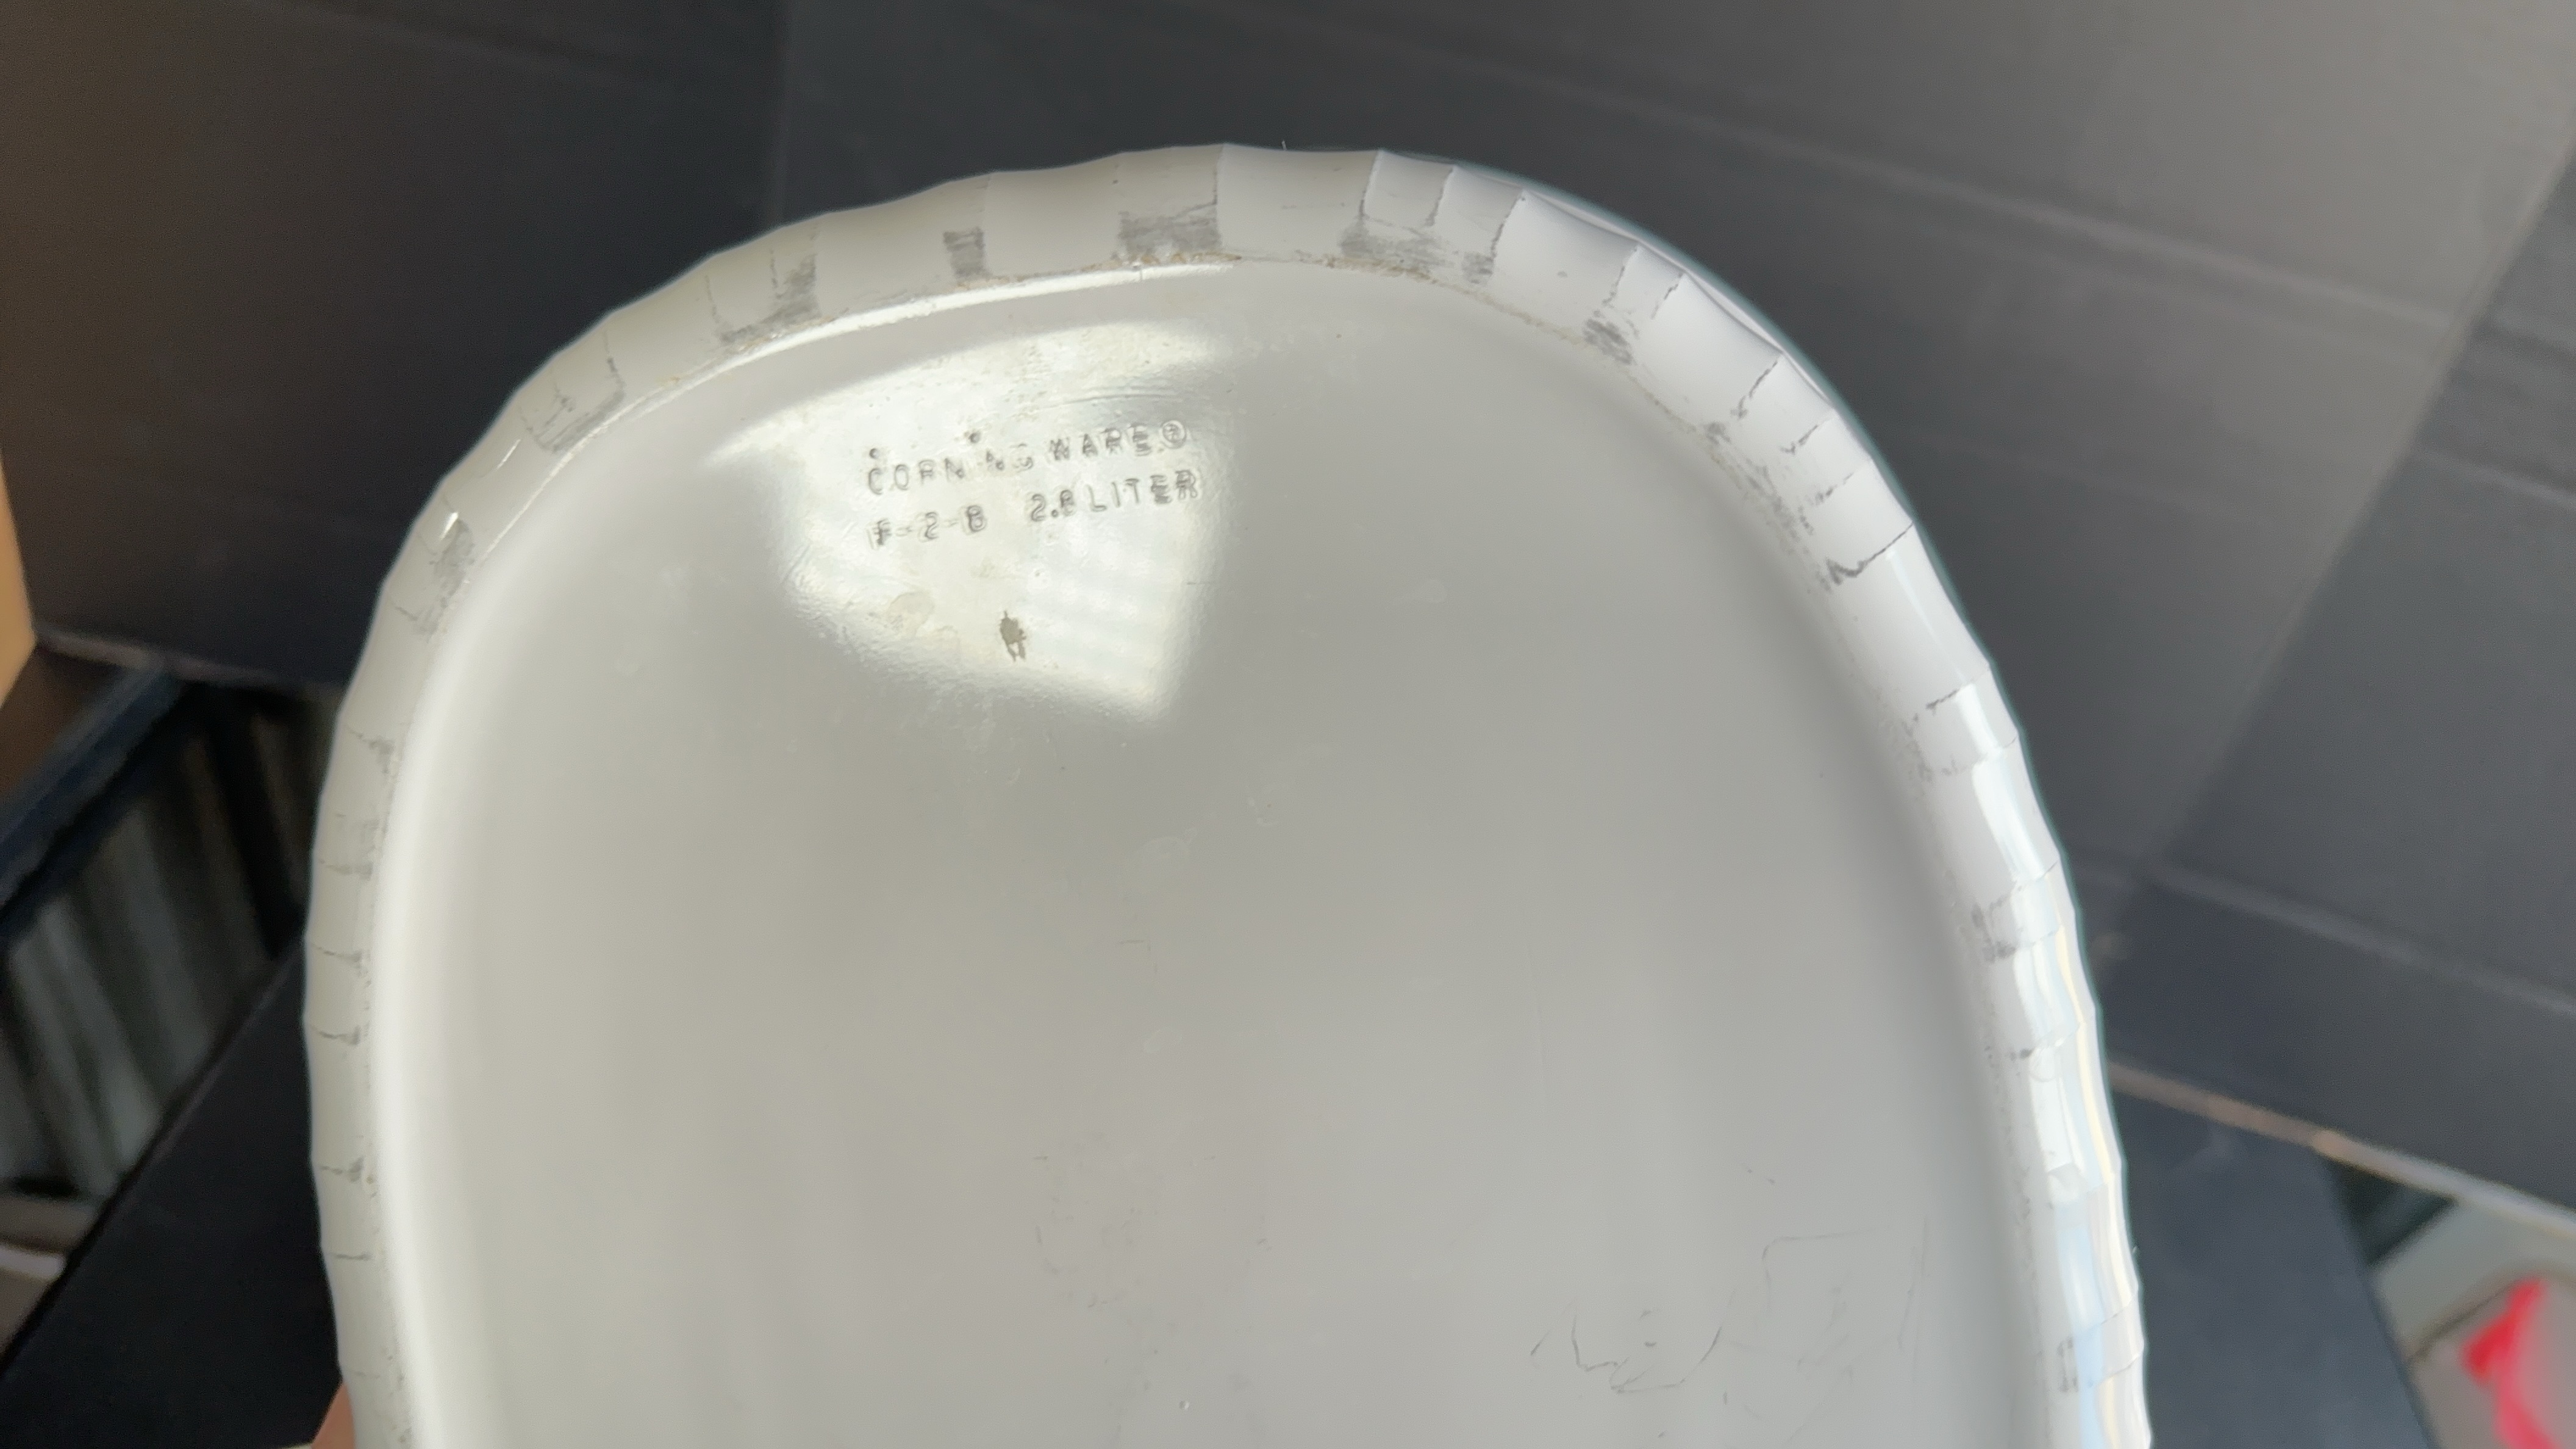 CORNING WARE®
F-2-B 2.8 LITER